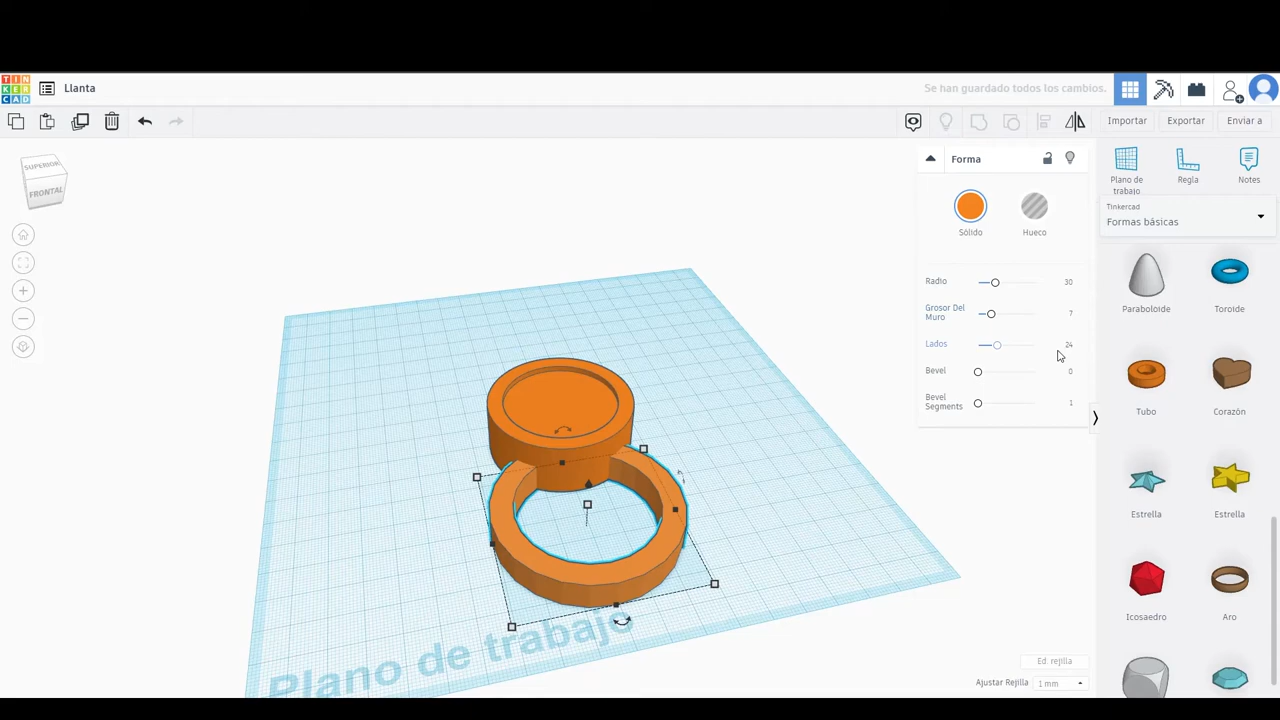 TIN
KER
CAD
Llanta
Se han guardado todos los cambios.
Importar
Exportar
Enviar a
SUPERIOR
FRONTAL
Forma
Sólido
Hueco
Radio
30
Grosor Del
Muro
7
Lados
24
Bevel
0
Bevel
Segments
1
Plano de
trabajo
Regla
Notes
Tinkercad
Formas básicas
Paraboloide
Toroide
Tubo
Corazón
Estrella
Estrella
Icosaedro
Aro
Plano de trabajo
Ed. rejilla
Ajustar Rejilla
1 mm